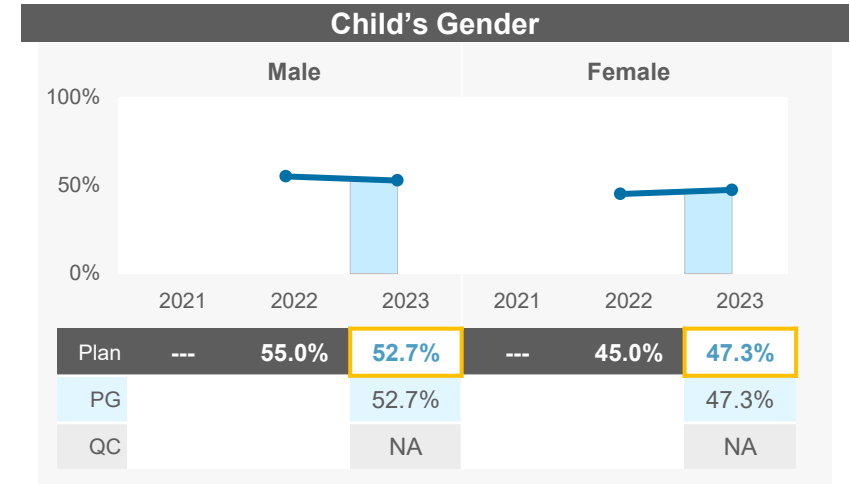 Child's Gender
Male Female
100%
50%
0%
2021 2022 2023 2021 2022 2023
Plan --- 55.0% 52.7% --- 45.0% 47.3%
PG 52.7% 47.3%
QC NA NA